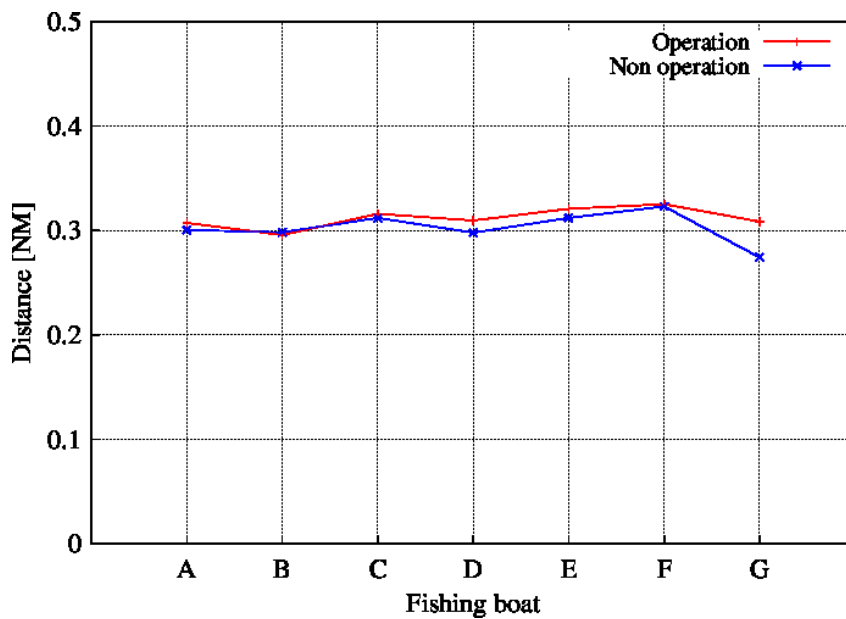 0.5
Operation
Non operation
0.4
0.3
0.2
0.1
0
Distance [NM]
A B C D E F G
Fishing boat